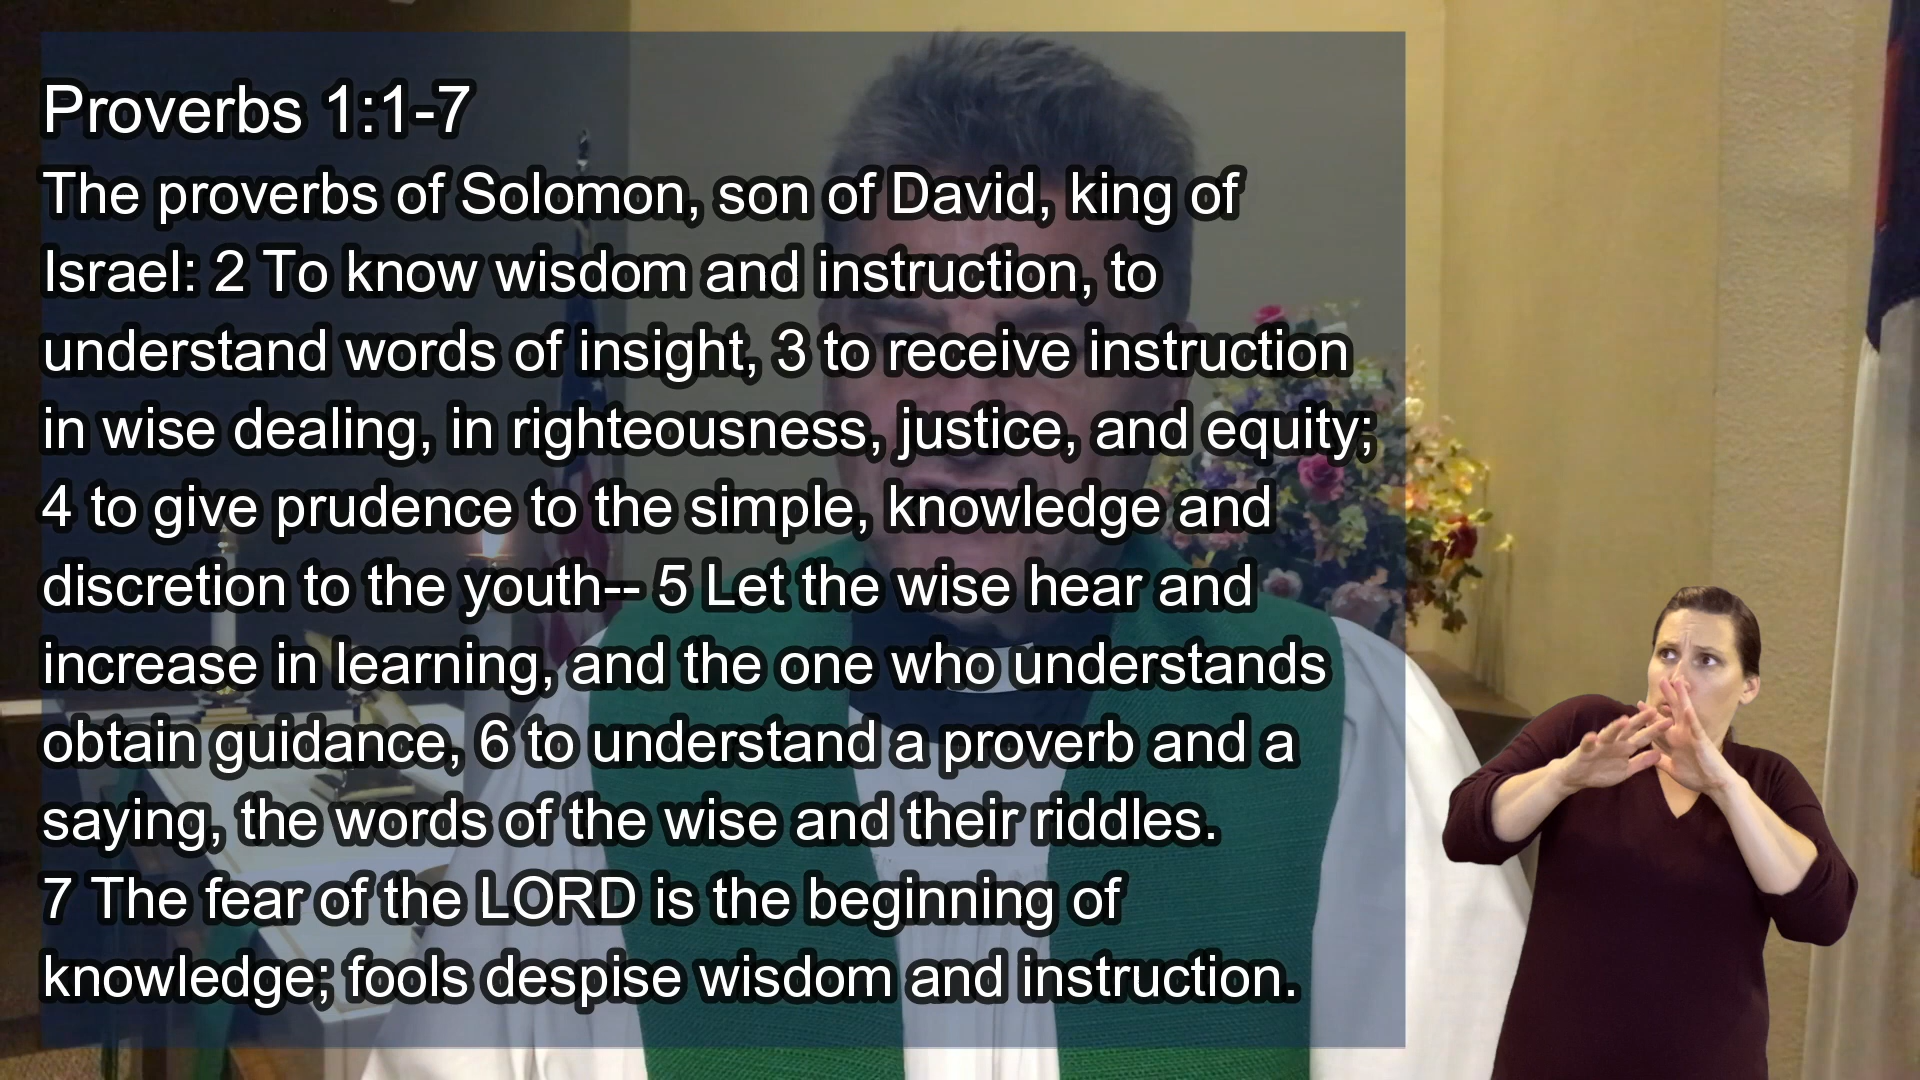 Proverbs 1:1-7
The proverbs of Solomon, son of David, king of
Israel: 2 To know wisdom and instruction, to
understand words of insight, 3 to receive instruction
in wise dealing, in righteousness, justice, and equity;
4 to give prudence to the simple, knowledge and
discretion to the youth-- 5 Let the wise hear and
increase in learning, and the one who understands
obtain guidance, 6 to understand a proverb and a
saying, the words of the wise and their riddles.
7 The fear of the LORD is the beginning of
knowledge; fools despise wisdom and instruction.